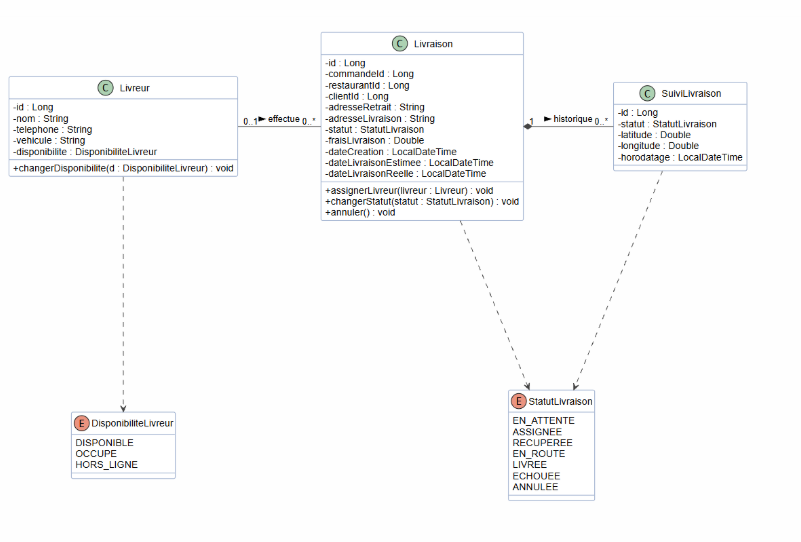 C Livreur
-id : Long
-nom : String
-telephone : String
-vehicule : String
-disponibilite : DisponibiliteLivreur
+changerDisponibilite(d : DisponibiliteLivreur) : void
0..1 effectue 0..*
C Livraison
-id : Long
-commandeId : Long
-restaurantId : Long
-clientId : Long
-adresseRetrait : String
-adresseLivraison : String
-statut : StatutLivraison
-fraisLivraison : Double
-dateCreation : LocalDateTime
-dateLivraisonEstimee : LocalDateTime
-dateLivraisonReelle : LocalDateTime
+assignerLivreur(livreur : Livreur) : void
+changerStatut(statut : StatutLivraison) : void
+annuler() : void
1 historique 0..*
C SuiviLivraison
-id : Long
-statut : StatutLivraison
-latitude : Double
-longitude : Double
-horodatage : LocalDateTime
E DisponibiliteLivreur
DISPONIBLE
OCCUPE
HORS_LIGNE
E StatutLivraison
EN_ATTENTE
ASSIGNEE
RECUPEREE
EN_ROUTE
LIVREE
ECHOUEE
ANNULEE